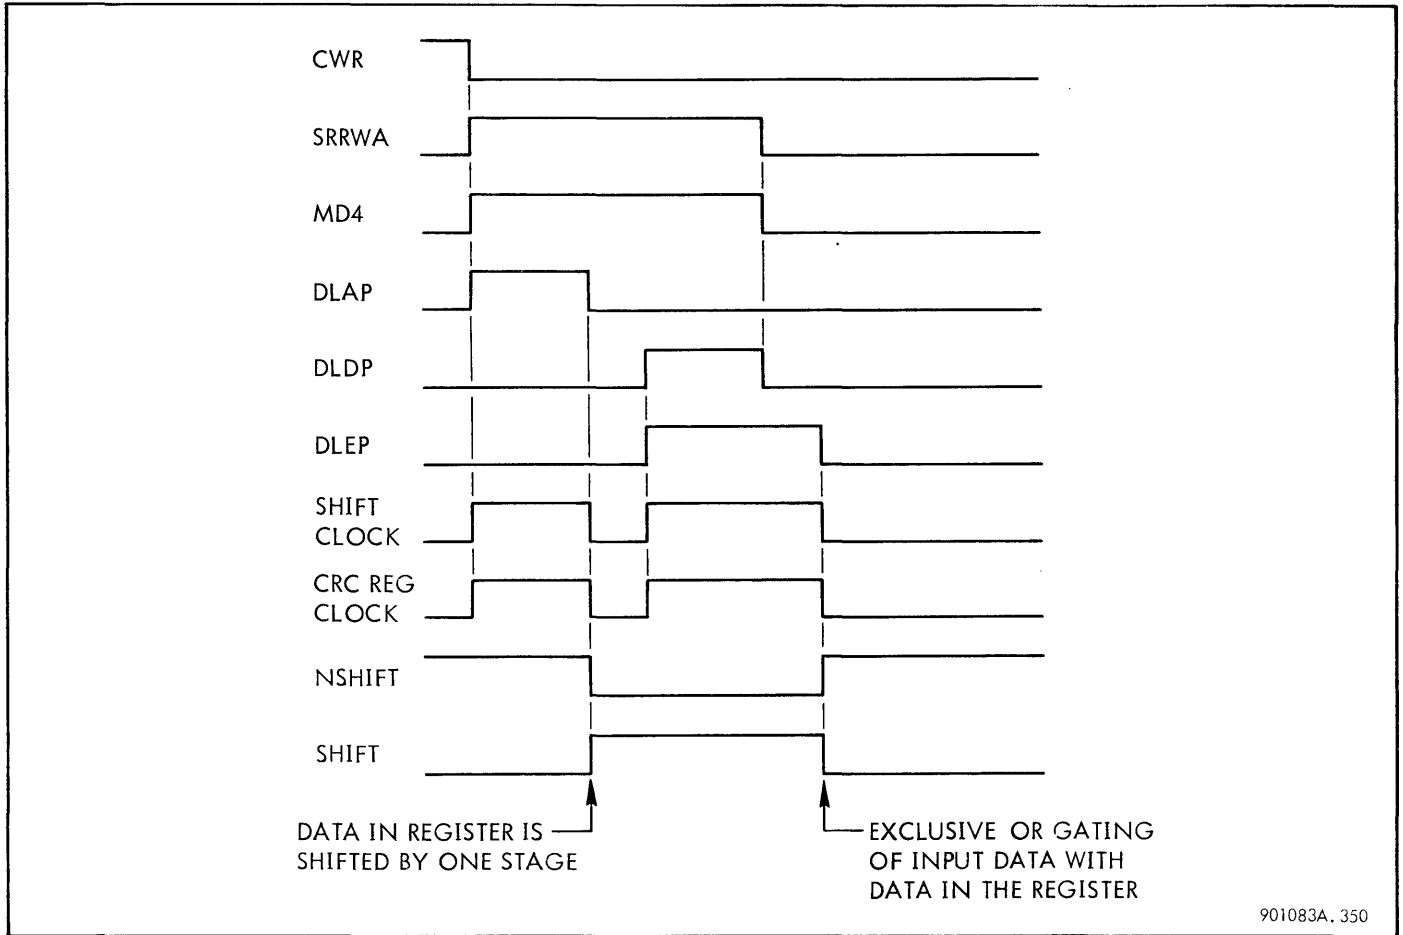 CWR
SRRWA
MD4
DLAP
DLDP
DLEP
SHIFT
CLOCK
CRC REG
CLOCK
NSHIFT
SHIFT
DATA IN REGISTER IS
SHIFTED BY ONE STAGE
EXCLUSIVE OR GATING
OF INPUT DATA WITH
DATA IN THE REGISTER
901083A.350